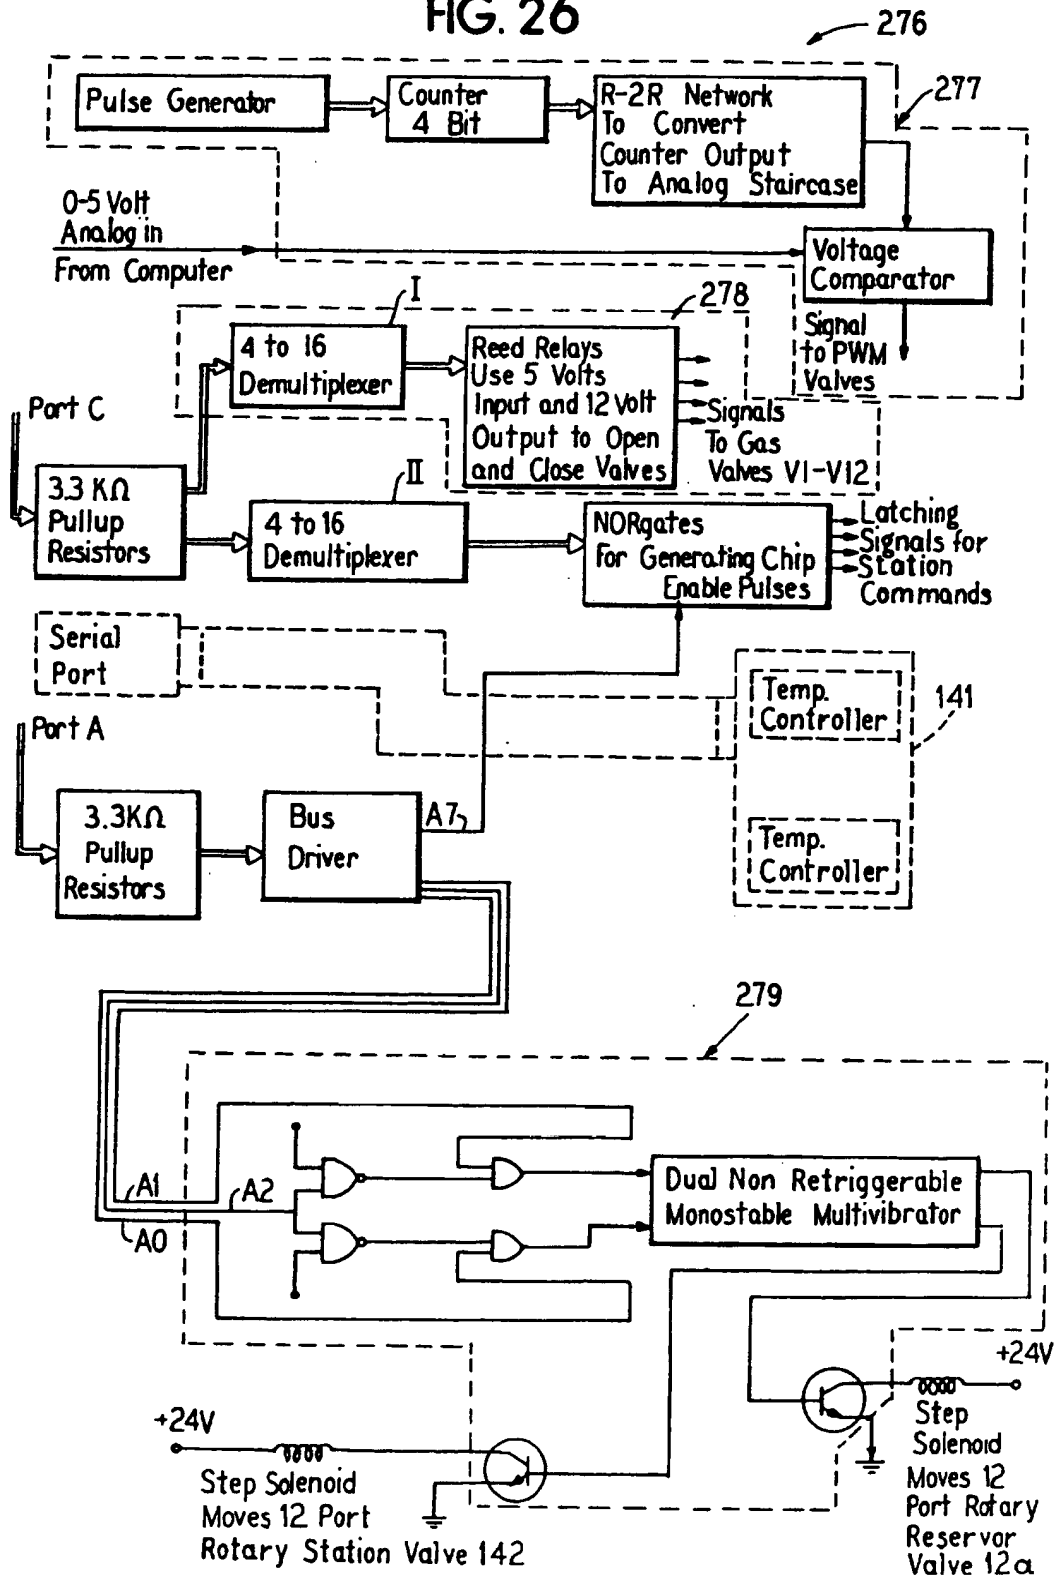 FIG. 26
276
277
Pulse Generator
Counter
4 Bit
R-2R Network
To Convert
Counter Output
To Analog Staircase
0-5 Volt
Analog in
From Computer
Voltage
Comparator
Signal
to PWM
Valves
I
278
4 to 16
Demultiplexer
Reed Relays
Use 5 Volts
Input and 12 Volt
Output to Open
and Close Valves
Signals
To Gas
Valves V1-V12
Port C
3.3 KΩ
Pullup
Resistors
II
4 to 16
Demultiplexer
NORgates
for Generating Chip
Enable Pulses
Latching
Signals for
Station
Commands
Serial
Port
Temp.
Controller
141
Temp.
Controller
Port A
3.3KΩ
Pullup
Resistors
Bus
Driver
A7
279
A1
A2
A0
Dual Non Retriggerable
Monostable Multivibrator
+24V
Step
Solenoid
Moves 12
Port Rotary
Reservor
Valve 12a
+24V
Step Solenoid
Moves 12 Port
Rotary Station Valve 142